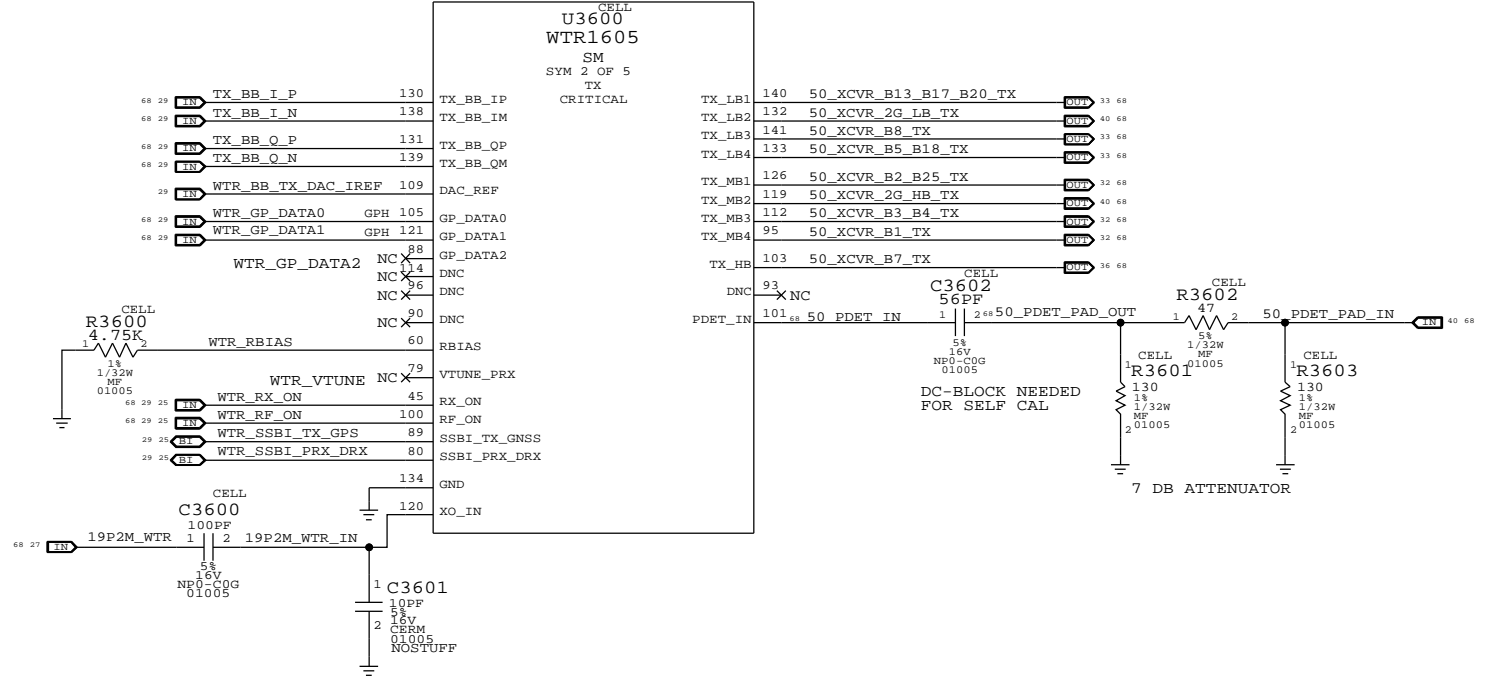 CELL
U3600
WTR1605
SM
SYM 2 OF 5
TX
CRITICAL
68 29 IN TX_BB_I_P 130 TX_BB_IP
68 29 IN TX_BB_I_N 138 TX_BB_IM
68 29 IN TX_BB_Q_P 131 TX_BB_QP
68 29 IN TX_BB_Q_N 139 TX_BB_QM
29 IN WTR_BB_TX_DAC_IREF 109 DAC_REF
68 29 IN WTR_GP_DATA0 GPH 105 GP_DATA0
68 29 IN WTR_GP_DATA1 GPH 121 GP_DATA1
WTR_GP_DATA2 NC 88 GP_DATA2
NC 114 DNC
NC 96 DNC
NC 90 DNC
CELL
R3600
4.75K
1 2 WTR_RBIAS 60 RBIAS
1%
1/32W
MF
01005
WTR_VTUNE NC 79 VTUNE_PRX
68 29 25 IN WTR_RX_ON 45 RX_ON
68 29 25 IN WTR_RF_ON 100 RF_ON
29 25 BI WTR_SSBI_TX_GPS 89 SSBI_TX_GNSS
29 25 BI WTR_SSBI_PRX_DRX 80 SSBI_PRX_DRX
134 GND
120 XO_IN
CELL
C3600
100PF
68 27 IN 19P2M_WTR 1 2 19P2M_WTR_IN
5%
16V
NP0-C0G
01005
1 C3601
10PF
5%
16V
2 CERM
01005
NOSTUFF
TX_LB1 140 50_XCVR_B13_B17_B20_TX OUT 33 68
TX_LB2 132 50_XCVR_2G_LB_TX OUT 40 68
TX_LB3 141 50_XCVR_B8_TX OUT 33 68
TX_LB4 133 50_XCVR_B5_B18_TX OUT 33 68
TX_MB1 126 50_XCVR_B2_B25_TX OUT 32 68
TX_MB2 119 50_XCVR_2G_HB_TX OUT 40 68
TX_MB3 112 50_XCVR_B3_B4_TX OUT 32 68
TX_MB4 95 50_XCVR_B1_TX OUT 32 68
TX_HB 103 50_XCVR_B7_TX OUT 36 68
DNC 93 NC
PDET_IN 101 68 50_PDET_IN 1 2 68 50_PDET_PAD_OUT 1 2 50_PDET_PAD_IN IN 40 68
CELL
C3602
56PF
5%
16V
NP0-C0G
01005
DC-BLOCK NEEDED
FOR SELF CAL
CELL
R3602
47
5%
1/32W
MF
01005
1 CELL
R3601
130
1%
1/32W
MF
2 01005
1 CELL
R3603
130
1%
1/32W
MF
2 01005
7 DB ATTENUATOR